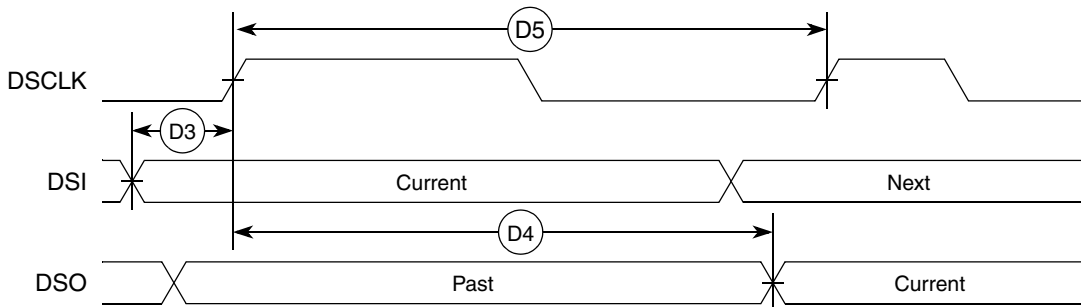 D5
DSCLK
D3
DSI
Current
Next
D4
DSO
Past
Current